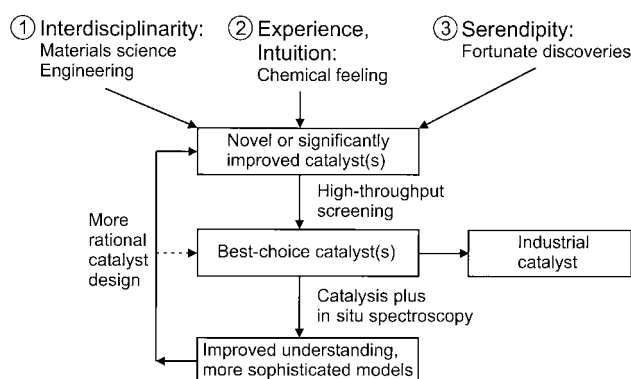 ① Interdisciplinarity:
Materials science
Engineering
② Experience,
Intuition:
Chemical feeling
③ Serendipity:
Fortunate discoveries
Novel or significantly
improved catalyst(s)
High-throughput
screening
More
rational
catalyst
design
Best-choice catalyst(s)
Industrial
catalyst
Catalysis plus
in situ spectroscopy
Improved understanding,
more sophisticated models